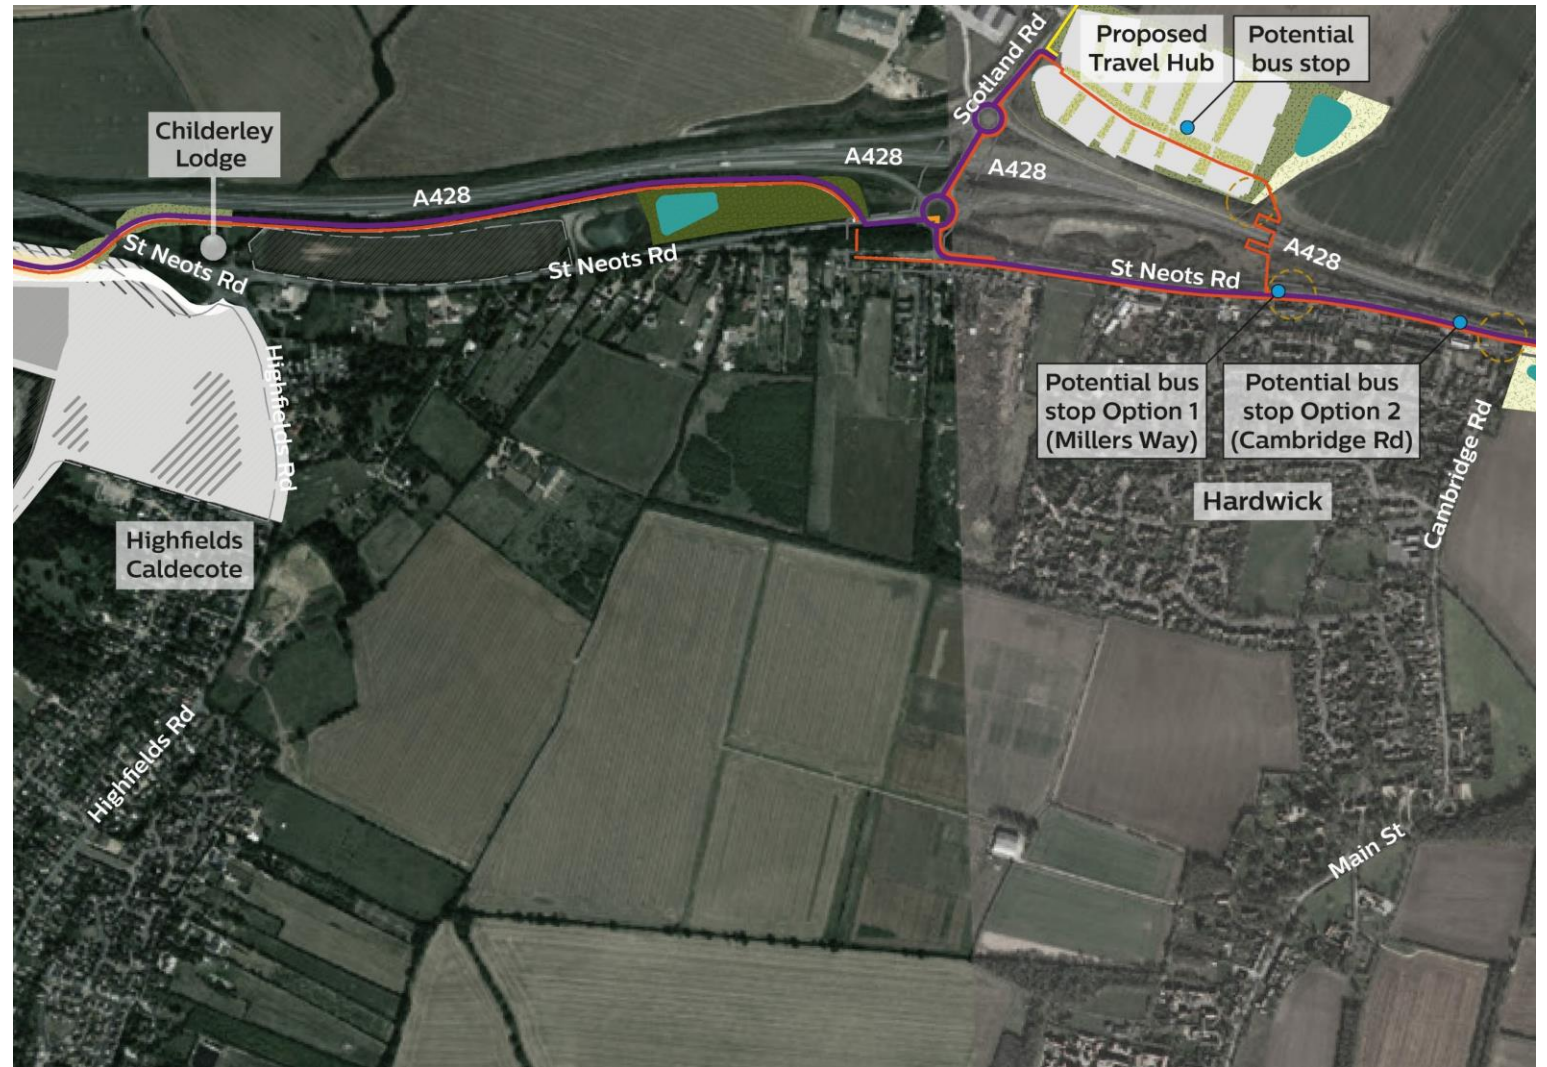 Scotland Rd
Proposed
Travel Hub
Potential
bus stop
Childerley
Lodge
A428
A428
A428
St Neots Rd
St Neots Rd
St Neots Rd
A428
Highfields Rd
Potential bus
stop Option 1
(Millers Way)
Potential bus
stop Option 2
(Cambridge Rd)
Cambridge Rd
Hardwick
Highfields
Caldecote
Highfields Rd
Main St